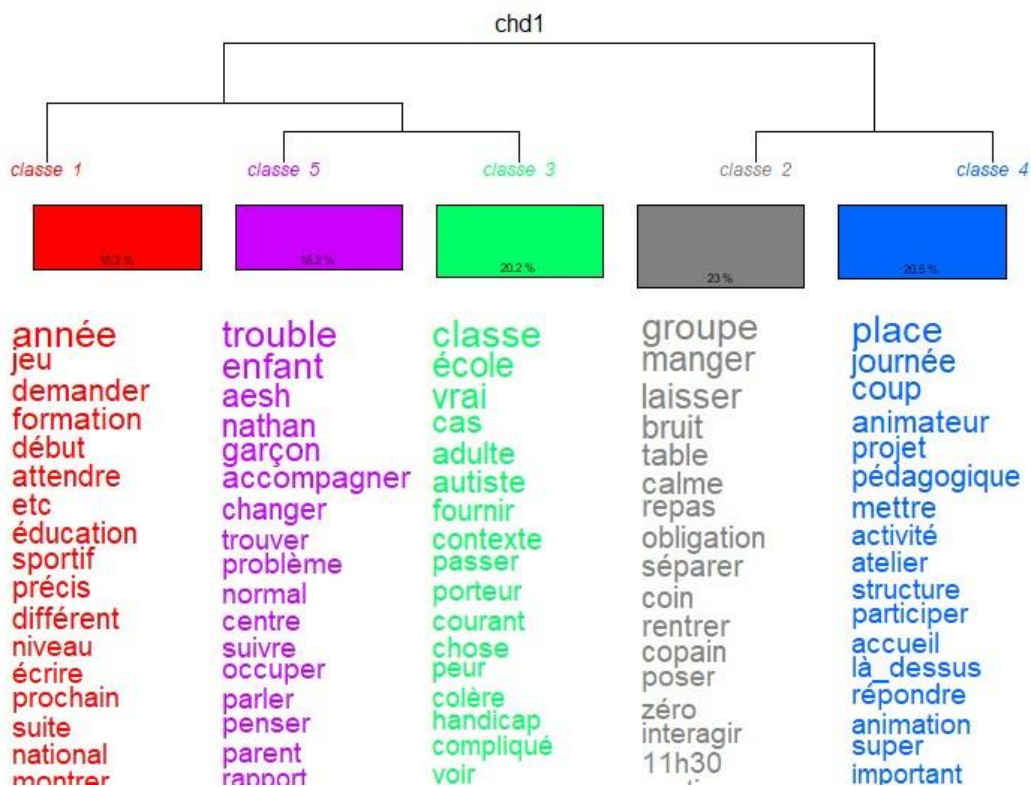 chd1
classe 1
classe 5
classe 3
classe 2
classe 4
18.2 %
18.2 %
20.2 %
23 %
20.5 %
année
jeu
demander
formation
début
attendre
etc
éducation
sportif
précis
différent
niveau
écrire
prochain
suite
national
montrer
trouble
enfant
aesh
nathan
garçon
accompagner
changer
trouver
problème
normal
centre
suivre
occuper
parler
penser
parent
rapport
classe
école
vrai
cas
adulte
autiste
fournir
contexte
passer
porteur
courant
chose
peur
colère
handicap
compliqué
voir
groupe
manger
laisser
bruit
table
calme
repas
obligation
séparer
coin
rentrer
copain
poser
zéro
interagir
11h30
place
journée
coup
animateur
projet
pédagogique
mettre
activité
atelier
structure
participer
accueil
là_dessus
répondre
animation
super
important